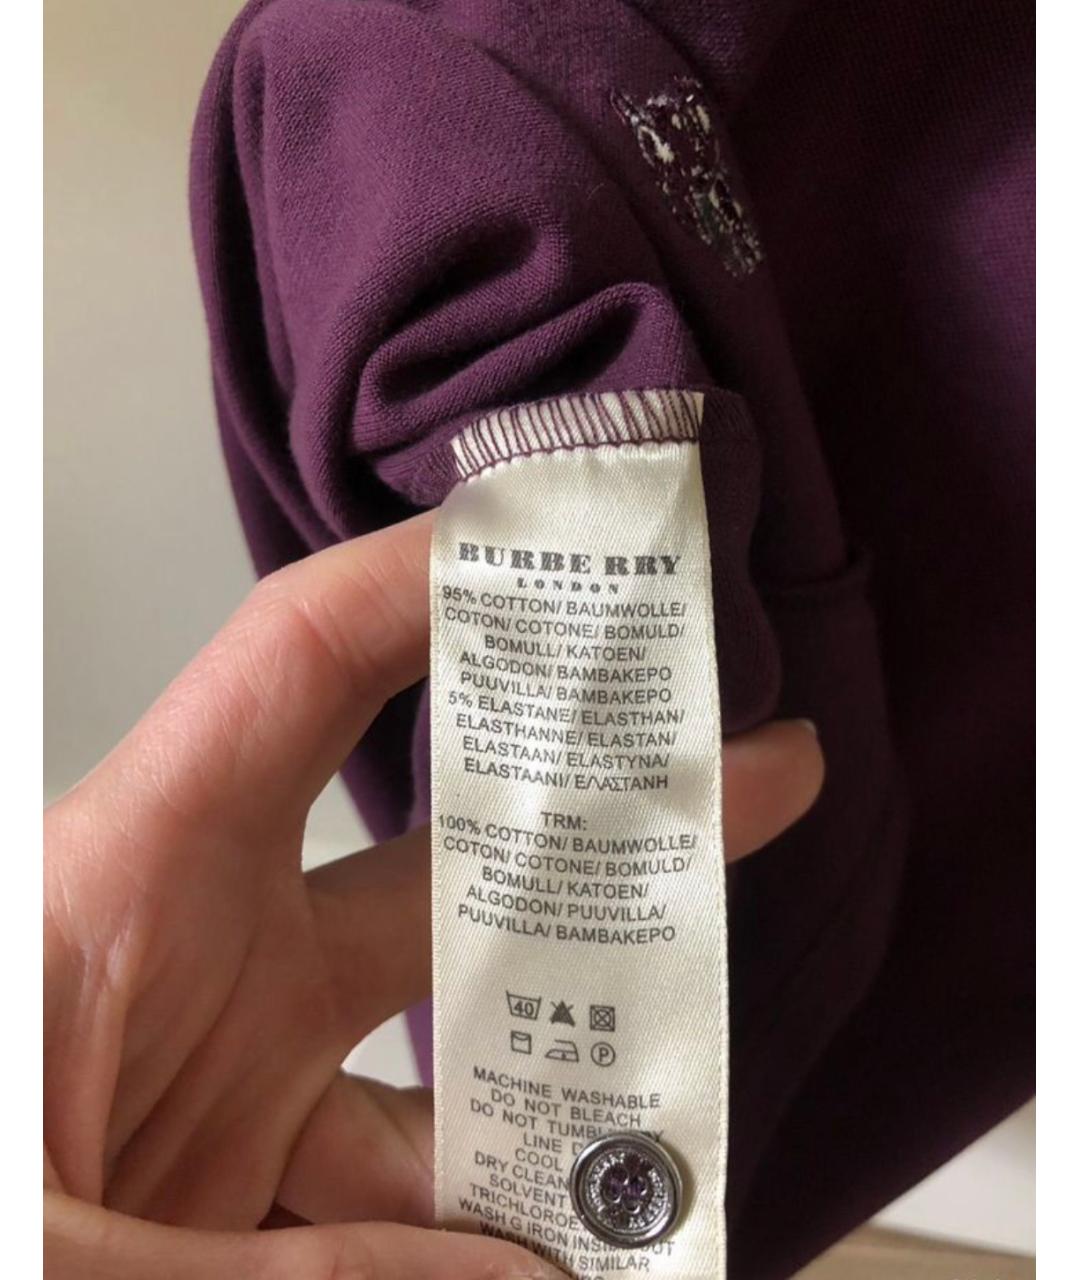 BURBERRY
LONDON
95% COTTON/ BAUMWOLLE/
COTON/ COTONE/ BOMULD/
BOMULL/ KATOEN/
ALGODON/ BAMBAKEPO
PUUVILLA/ BAMBAKEPO
5% ELASTANE/ ELASTHAN/
ELASTHANNE/ ELASTAN/
ELASTAAN/ ELASTYNA/
ELASTAANI/ ΕΛΑΣΤΑΝΗ
TRM:
100% COTTON/ BAUMWOLLE/
COTON/ COTONE/ BOMULD/
BOMULL/ KATOEN/
ALGODON/ PUUVILLA/
PUUVILLA/ BAMBAKEPO
40
P
MACHINE WASHABLE
DO NOT BLEACH
DO NOT TUMBL
LINE D
COOL
DRY CLEAN
SOLVENT
TRICHLOROE
WASH G IRON INSIDE OUT
WASH WITH SIMILAR